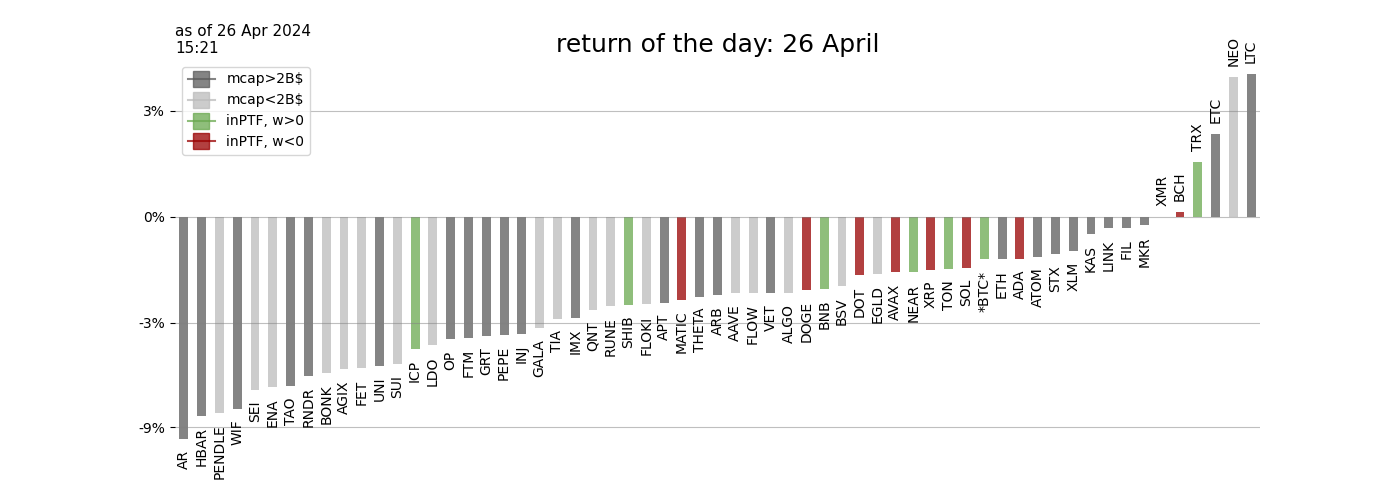 as of 26 Apr 2024
15:21
return of the day: 26 April
mcap>2B$
mcap<2B$
inPTF, w>0
inPTF, w<0
3%
0%
-3%
-9%
AR
HBAR
PENDLE
WIF
SEI
ENA
TAO
RNDR
BONK
AGIX
FET
UNI
SUI
ICP
LDO
OP
FTM
GRT
PEPE
INJ
GALA
TIA
IMX
QNT
RUNE
SHIB
FLOKI
APT
MATIC
THETA
ARB
AAVE
FLOW
VET
ALGO
DOGE
BNB
BSV
DOT
EGLD
AVAX
NEAR
XRP
TON
SOL
*BTC*
ETH
ADA
ATOM
STX
XLM
KAS
LINK
FIL
MKR
XMR
BCH
TRX
ETC
NEO
LTC